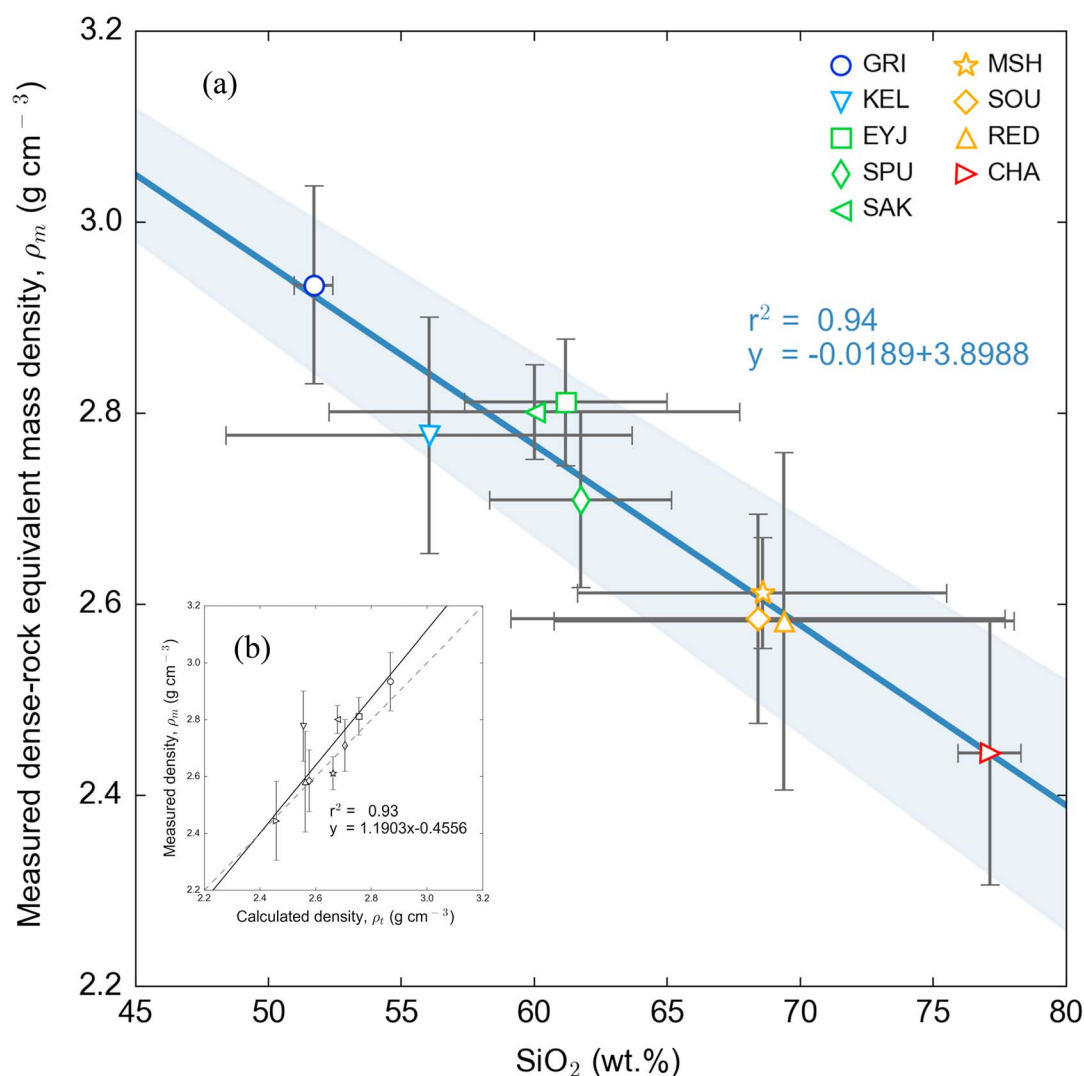 Measured dense-rock equivalent mass density, ρm (g cm − 3)
3.2
3.0
2.8
2.6
2.4
2.2
(a)
GRI
KEL
EYJ
SPU
SAK
MSH
SOU
RED
CHA
r2 = 0.94
y = -0.0189+3.8988
(b)
Measured density, ρm (g cm − 3)
3.2
3.0
2.8
2.6
2.4
2.2
r2 = 0.93
y = 1.1903x-0.4556
2.2 2.4 2.6 2.8 3.0 3.2
Calculated density, ρt (g cm − 3)
45 50 55 60 65 70 75 80
SiO2 (wt.%)